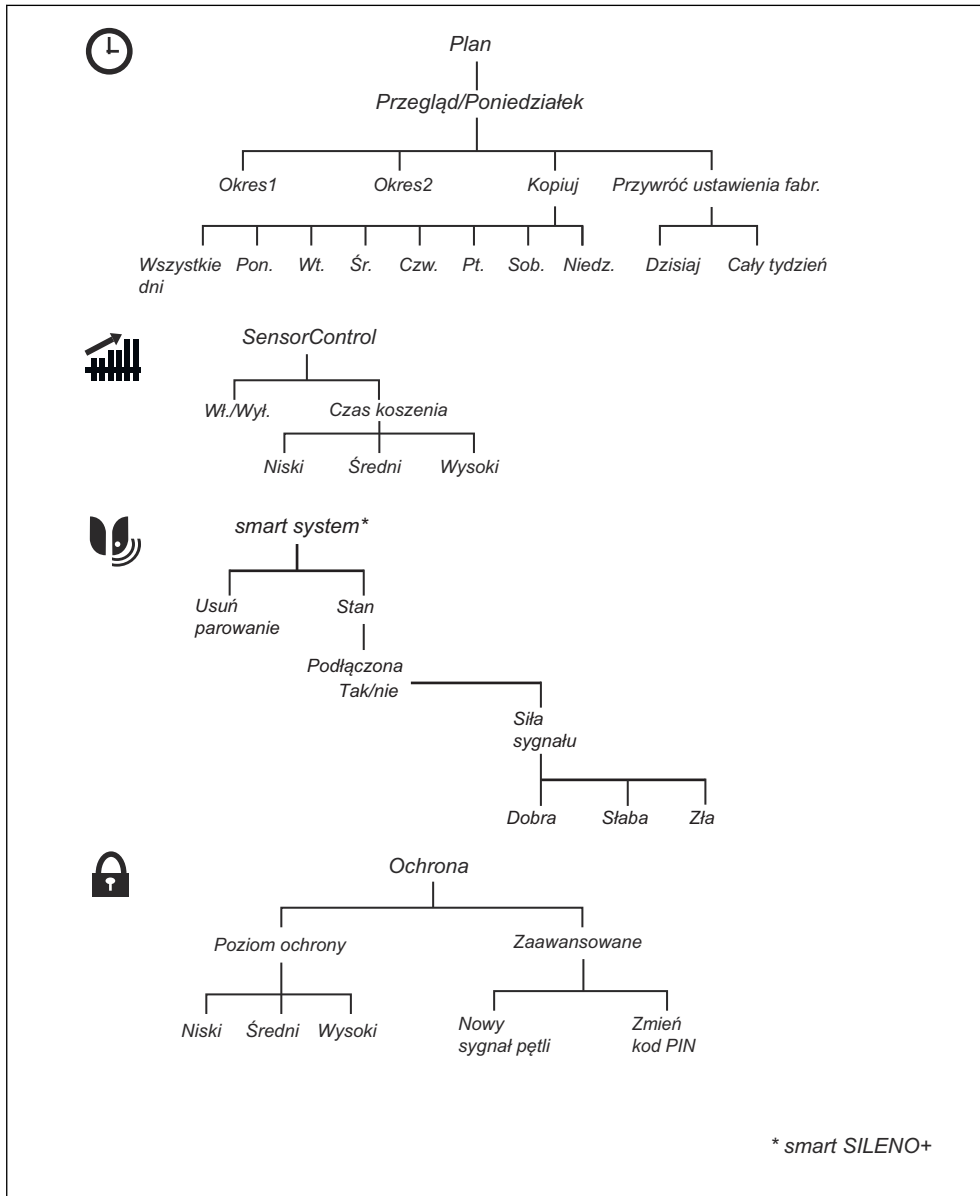 Plan
Przegląd/Poniedziałek
Okres1 Okres2 Kopiuj Przywróć ustawienia fabr.
Wszystkie dni Pon. Wt. Śr. Czw. Pt. Sob. Niedz. Dzisiaj Cały tydzień
SensorControl
Wł./Wył. Czas koszenia
Niski Średni Wysoki
smart system*
Usuń parowanie Stan
Podłączona
Tak/nie
Siła
sygnału
Dobra Słaba Zła
Ochrona
Poziom ochrony Zaawansowane
Niski Średni Wysoki
Nowy
sygnał pętli
Zmień
kod PIN
* smart SILENO+